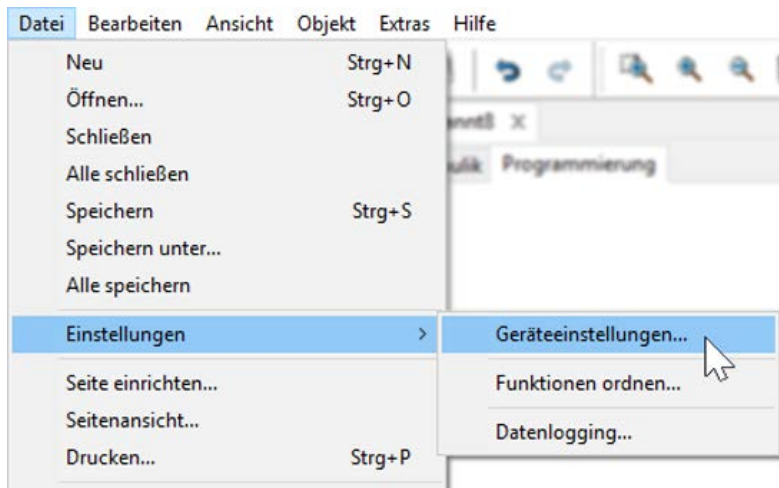 Datei Bearbeiten Ansicht Objekt Extras Hilfe
Neu Strg+N
Öffnen... Strg+O
Schließen
Alle schließen
Speichern Strg+S
Speichern unter...
Alle speichern
Einstellungen >
Geräteeinstellungen...
Funktionen ordnen...
Datenlogging...
Seite einrichten...
Seitenansicht...
Drucken... Strg+P
Programmierung